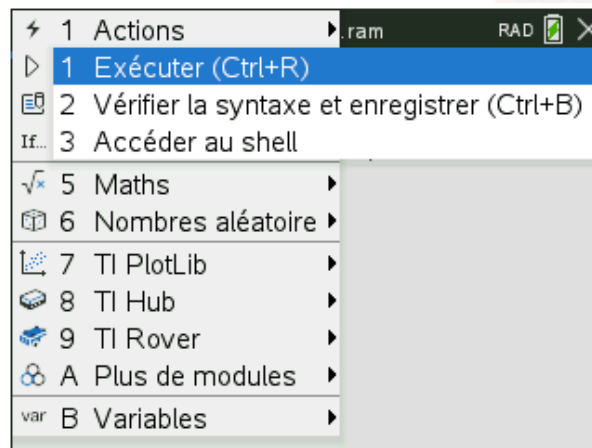 1 Actions .ram RAD
1 Exécuter (Ctrl+R)
2 Vérifier la syntaxe et enregistrer (Ctrl+B)
If... 3 Accéder au shell
√x 5 Maths
6 Nombres aléatoire
7 TI PlotLib
8 TI Hub
9 TI Rover
A Plus de modules
var B Variables